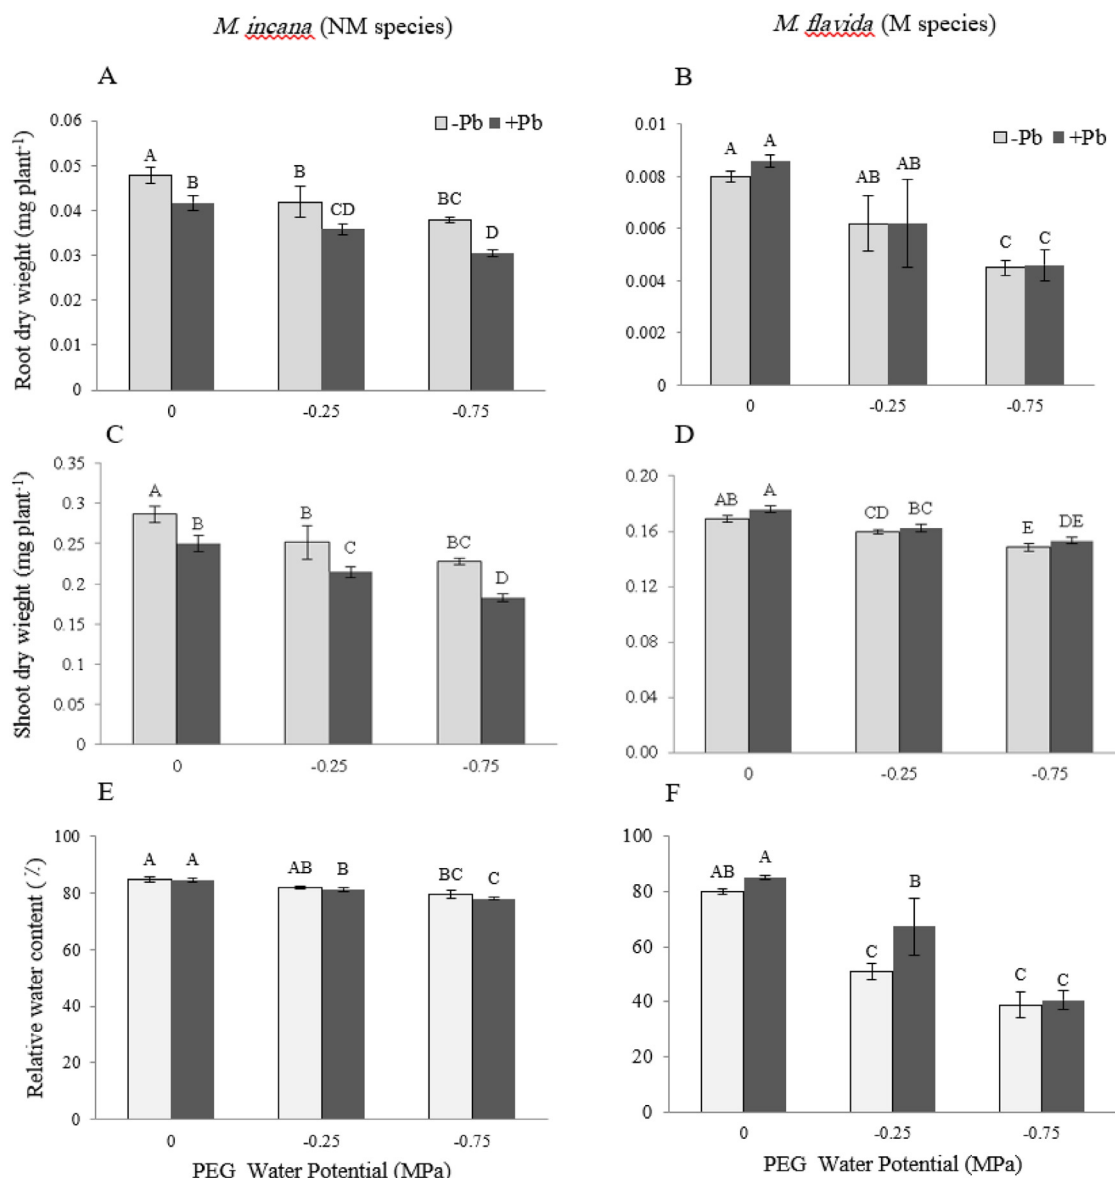 M. incana (NM species)
M. flavida (M species)
A
Root dry wieght (mg plant⁻¹)
0.06
0.05
0.04
0.03
0.02
0.01
0
-Pb +Pb
A B B CD BC D
0 -0.25 -0.75
B
0.01
0.008
0.006
0.004
0.002
0
-Pb +Pb
A A AB AB C C
0 -0.25 -0.75
C
Shoot dry wieght (mg plant⁻¹)
0.35
0.3
0.25
0.2
0.15
0.1
0.05
0
A B B C BC D
0 -0.25 -0.75
D
0.20
0.16
0.12
0.08
0.04
0.00
AB A CD BC E DE
0 -0.25 -0.75
E
Relative water content (٪)
100
80
60
40
20
0
A A AB B BC C
0 -0.25 -0.75
PEG Water Potential (MPa)
F
100
80
60
40
20
0
AB A C B C C
0 -0.25 -0.75
PEG Water Potential (MPa)